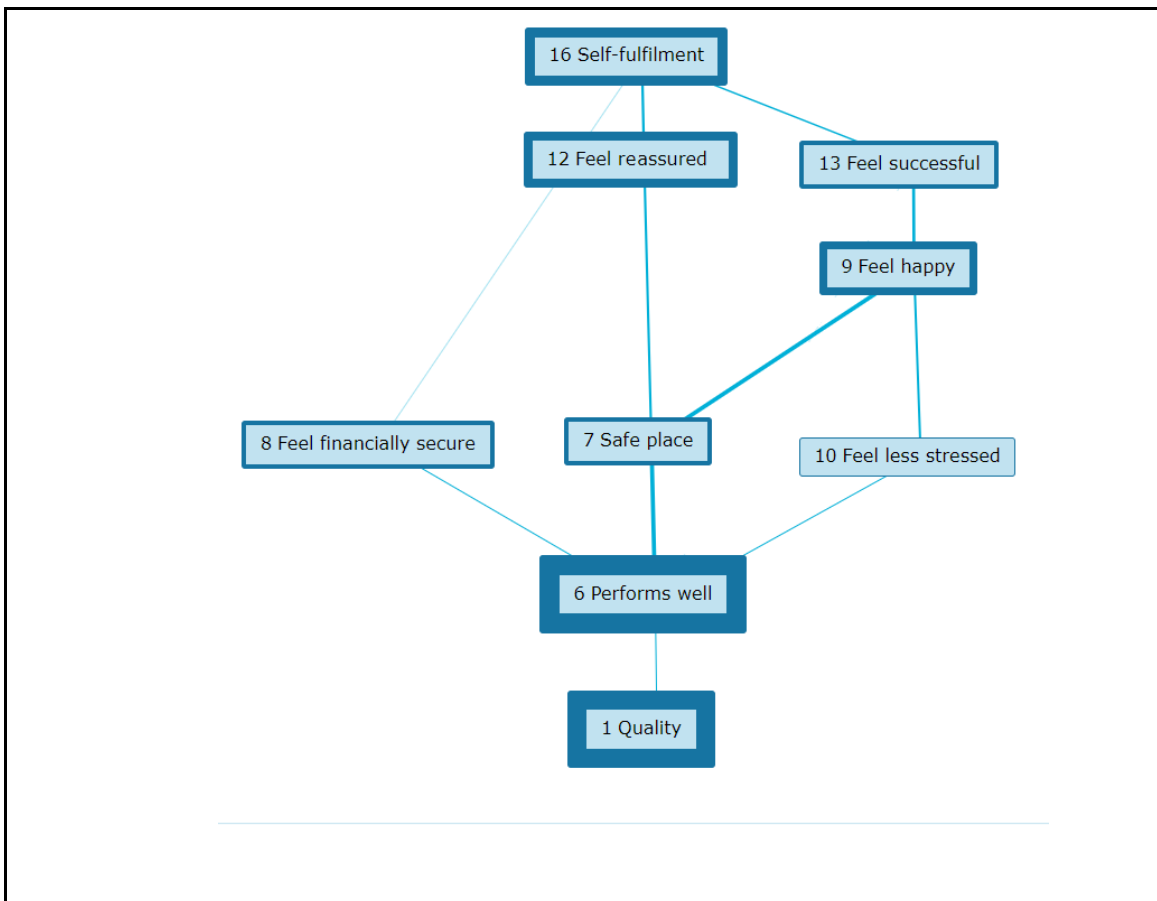 16 Self-fulfilment
12 Feel reassured
13 Feel successful
9 Feel happy
8 Feel financially secure
7 Safe place
10 Feel less stressed
6 Performs well
1 Quality